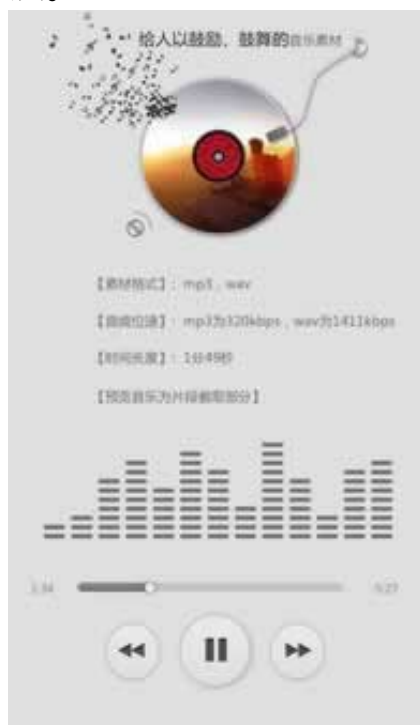 给人以鼓励、鼓舞的音乐素材
【素材格式】：mp3，wav
【音频位速】：mp3为320kbps，wav为1411kbps
【时间长度】：1分49秒
【预览音乐为片段截取部分】